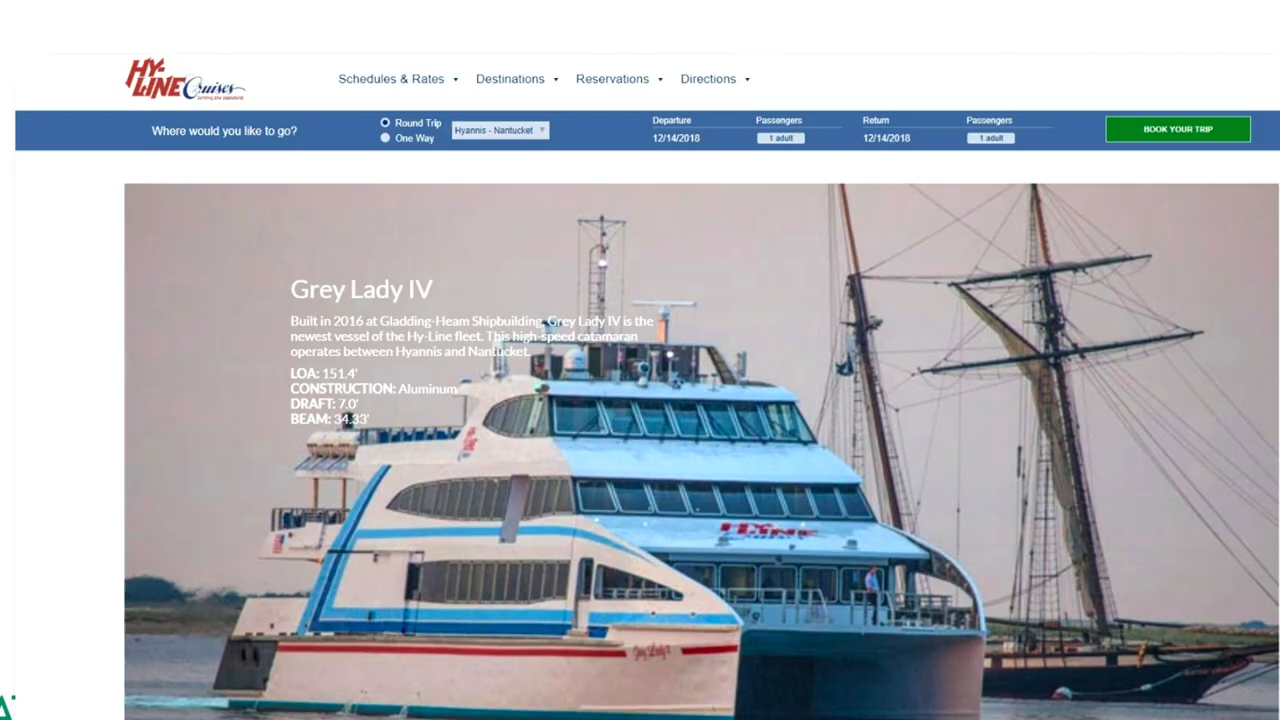 HY-LINE Cruises
Schedules & Rates Destinations Reservations Directions
Where would you like to go?
Round Trip
One Way
Hyannis - Nantucket
Departure
12/14/2018
Passengers
1 adult
Return
12/14/2018
Passengers
1 adult
BOOK YOUR TRIP
Grey Lady IV
Built in 2016 at Gladding-Hearn Shipbuilding, Grey Lady IV is the
newest vessel of the Hy-Line fleet. This high-speed catamaran
operates between Hyannis and Nantucket.
LOA: 151.4'
CONSTRUCTION: Aluminum
DRAFT: 7.0'
BEAM: 34.33'
HY-LINE